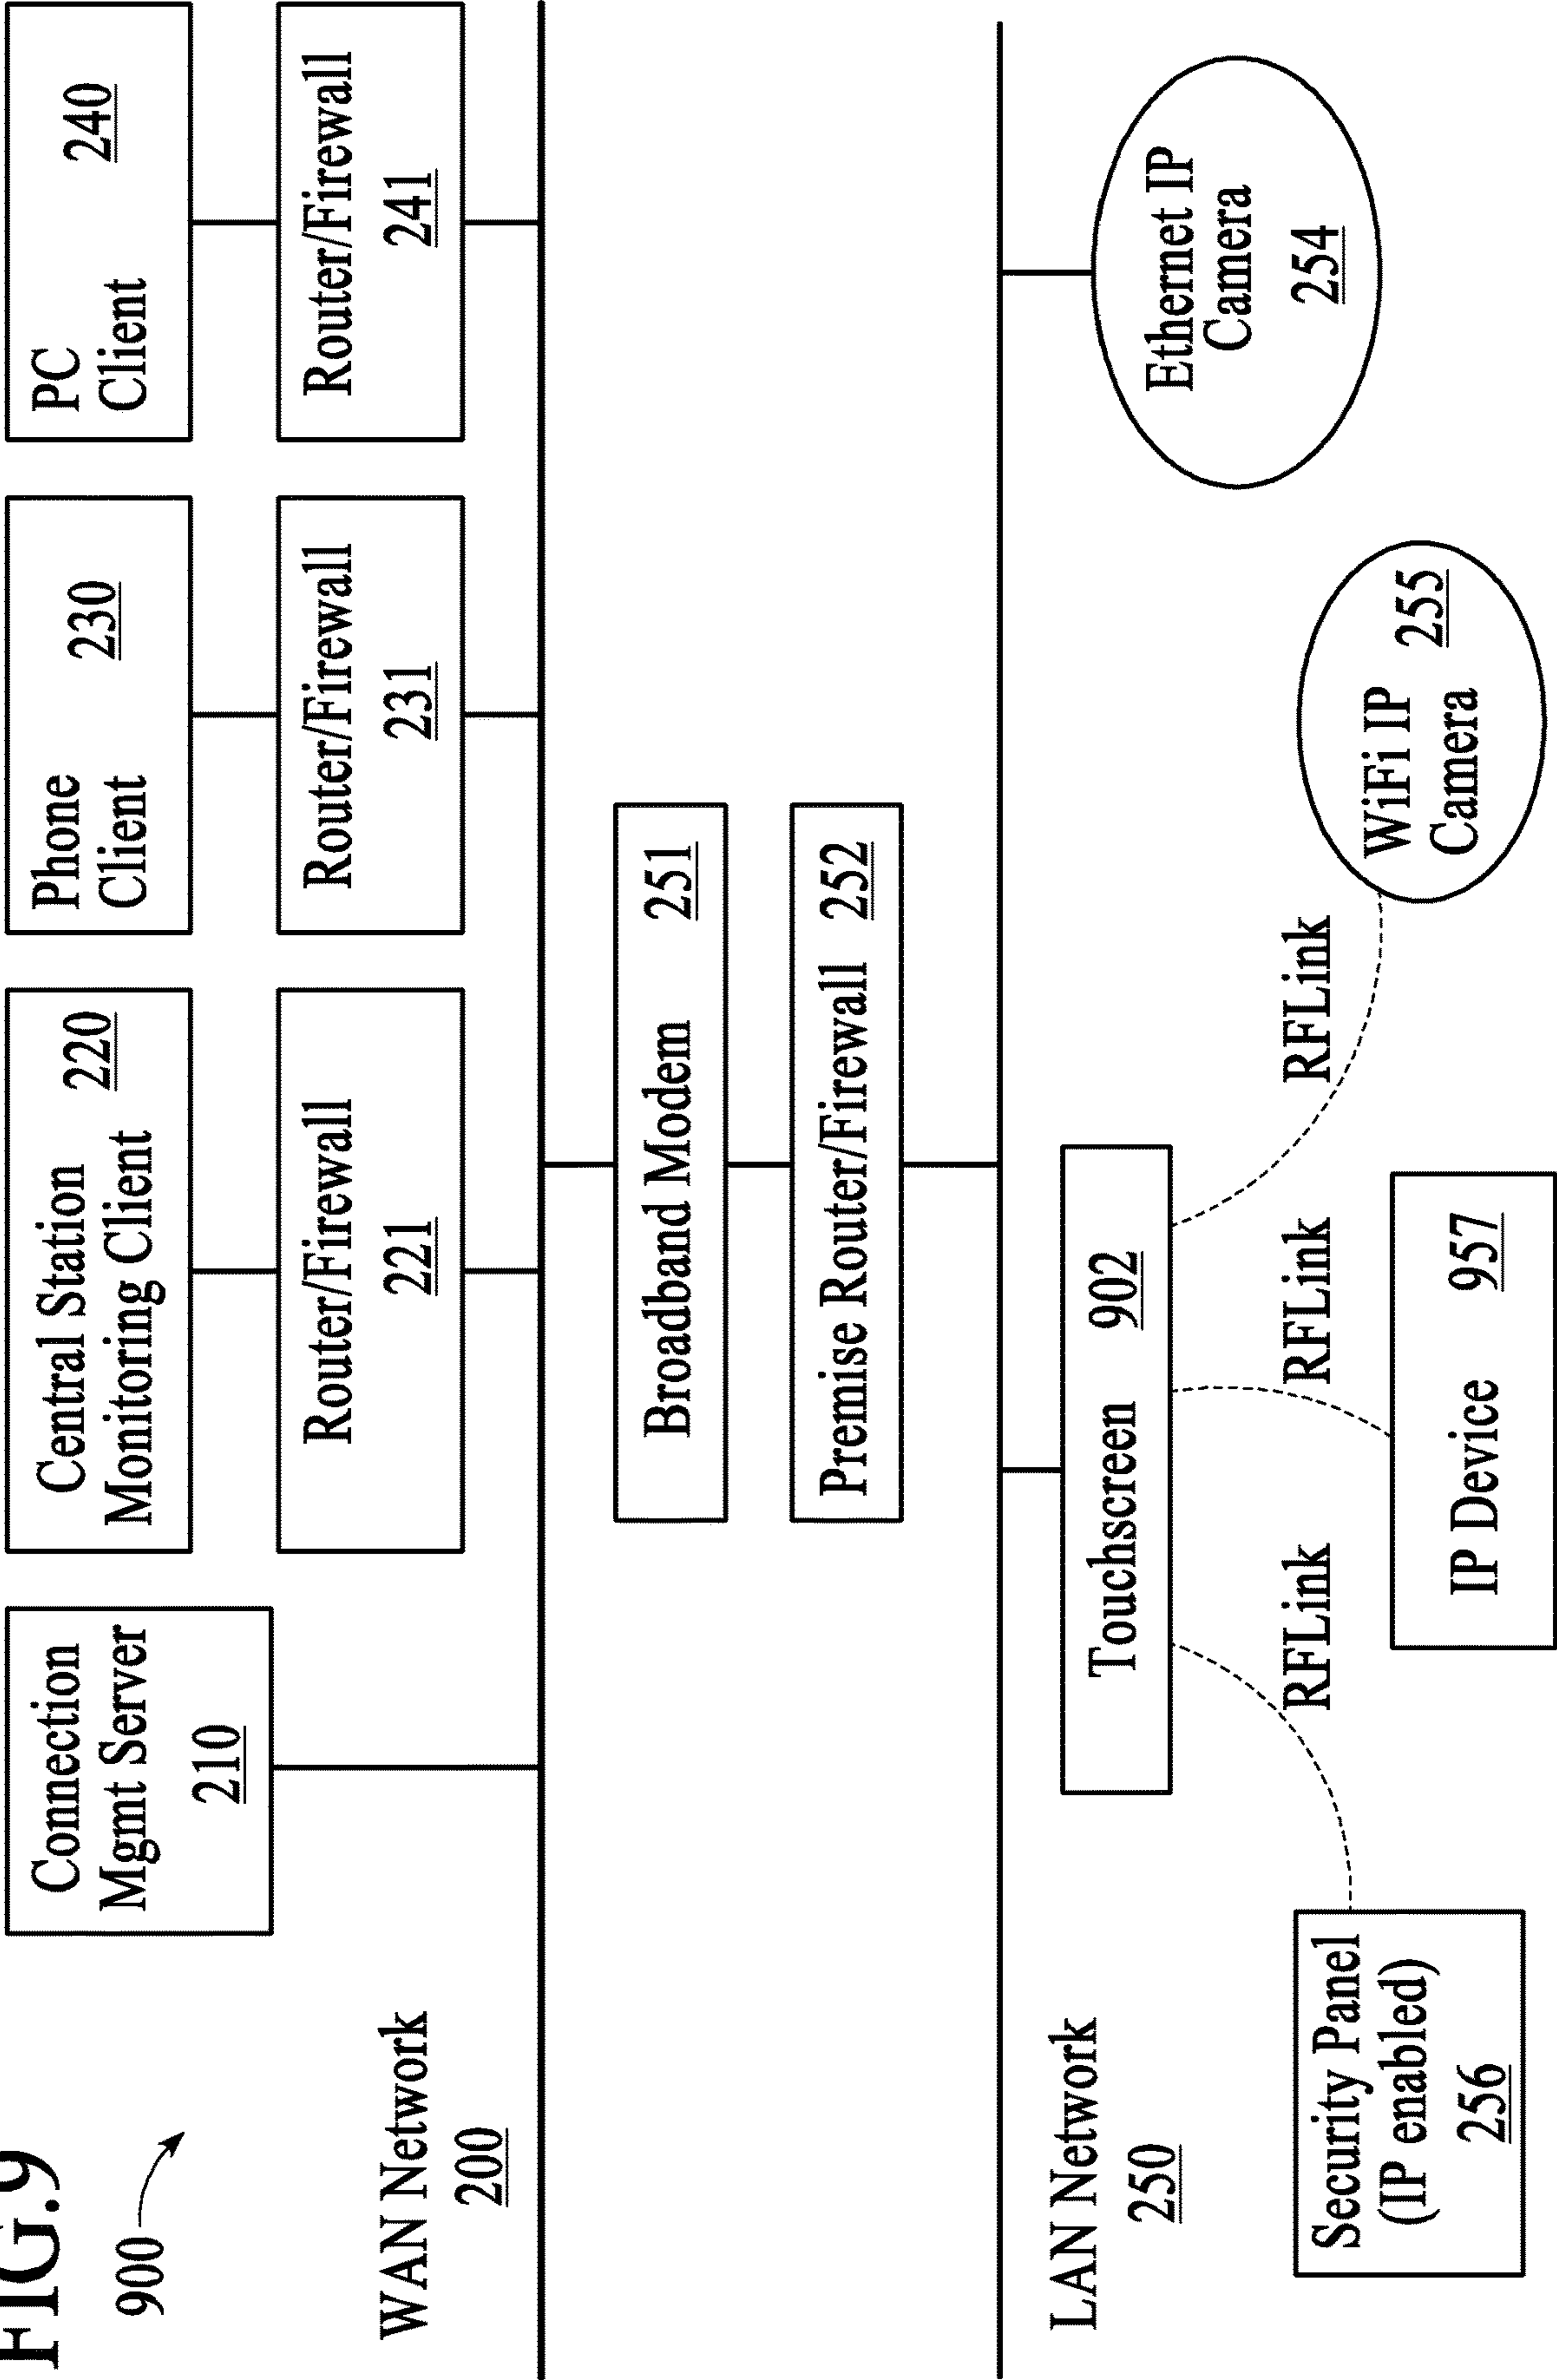 FIG.9
900
Connection
Mgmt Server
210
Central Station
Monitoring Client
220
Phone
Client
230
PC
Client
240
Router/Firewall
221
Router/Firewall
231
Router/Firewall
241
WAN Network
200
Broadband Modem 251
Premise Router/Firewall 252
LAN Network
250
Touchscreen 902
Ethernet IP
Camera
254
RFLink
RFLink
RFLink
Security Panel
(IP enabled)
256
IP Device 957
WiFi IP
Camera
255